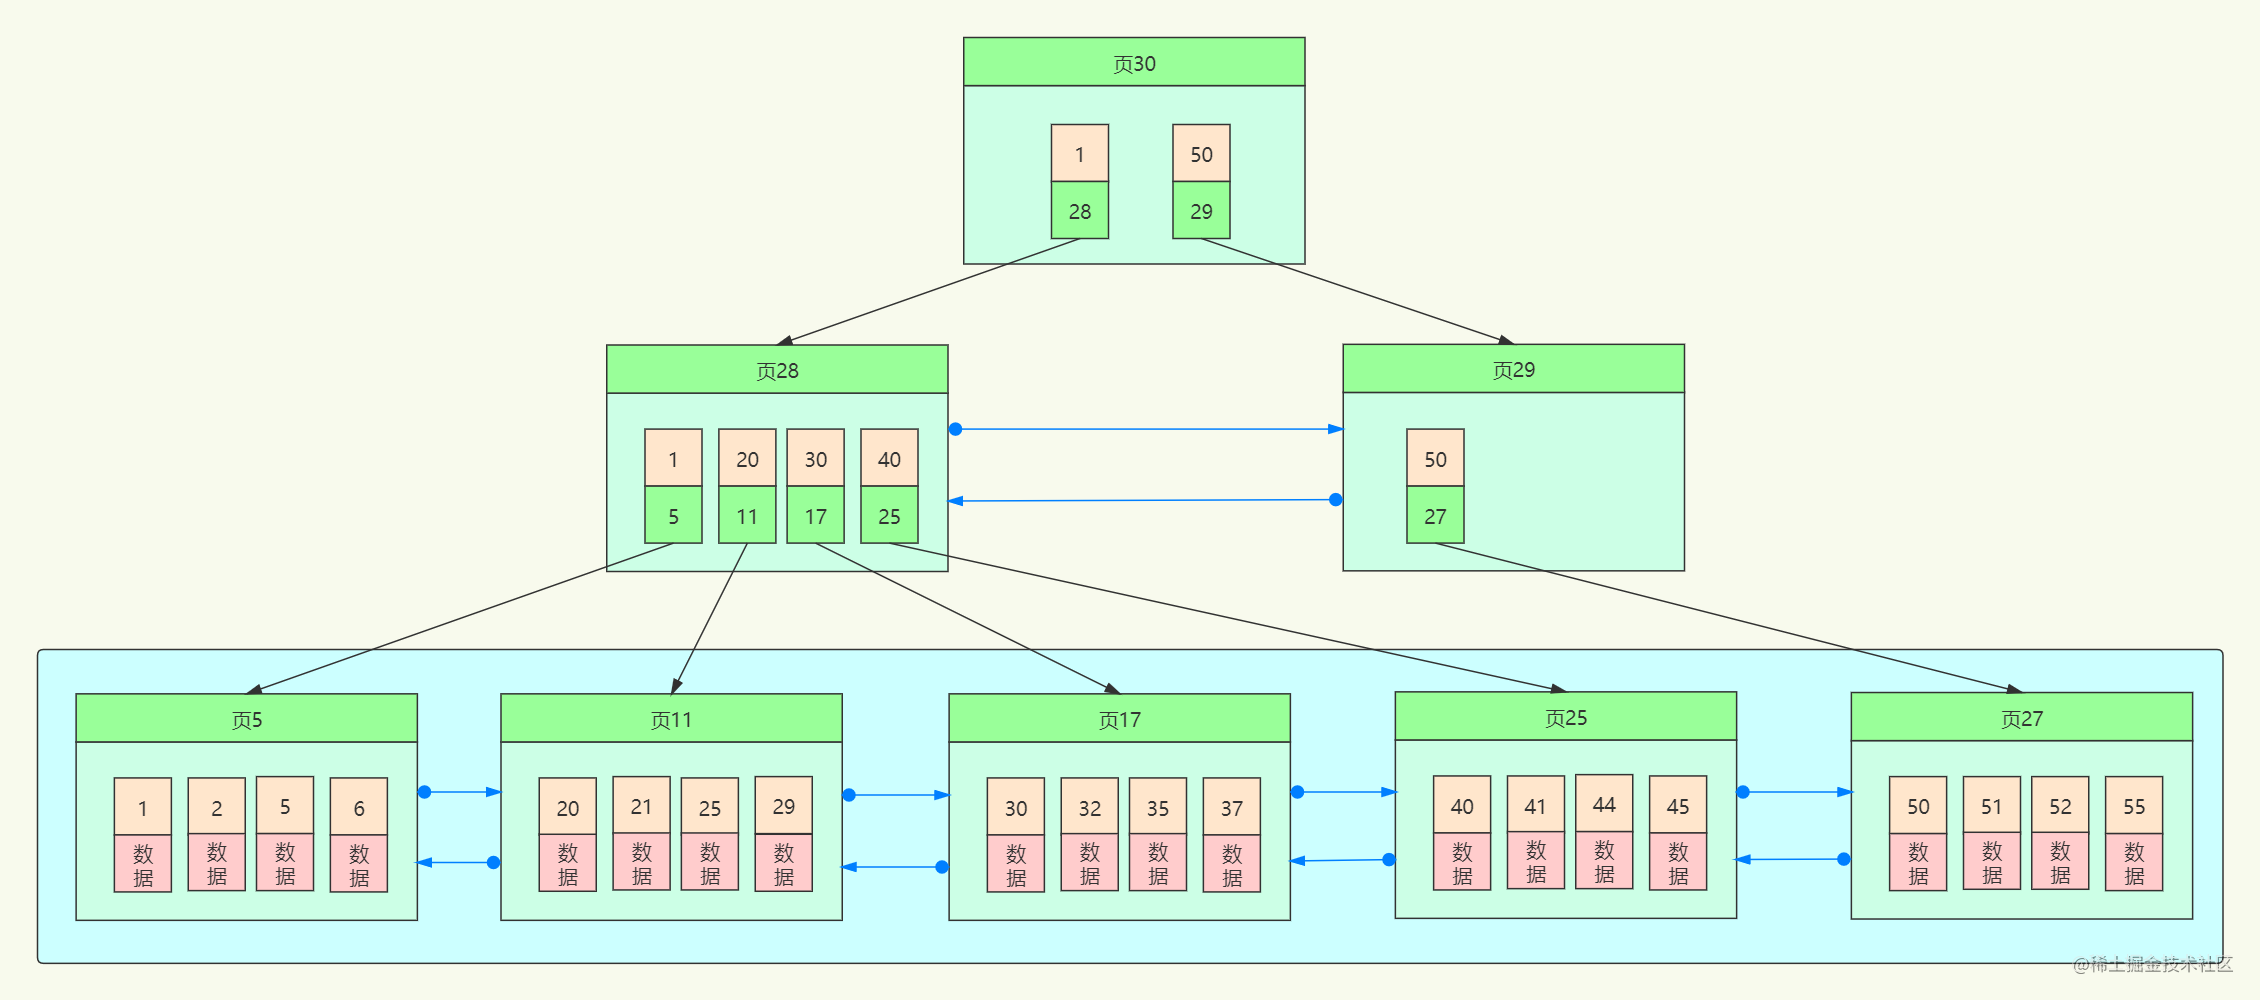 页30
1 50
28 29
页28 页29
1 20 30 40 50
5 11 17 25 27
页5 页11 页17 页25 页27
1 2 5 6 20 21 25 29 30 32 35 37 40 41 44 45 50 51 52 55
数 数 数 数 数 数 数 数 数 数 数 数 数 数 数 数 数 数 数 数
据 据 据 据 据 据 据 据 据 据 据 据 据 据 据 据 据 据 据 据
@稀土掘金技术社区